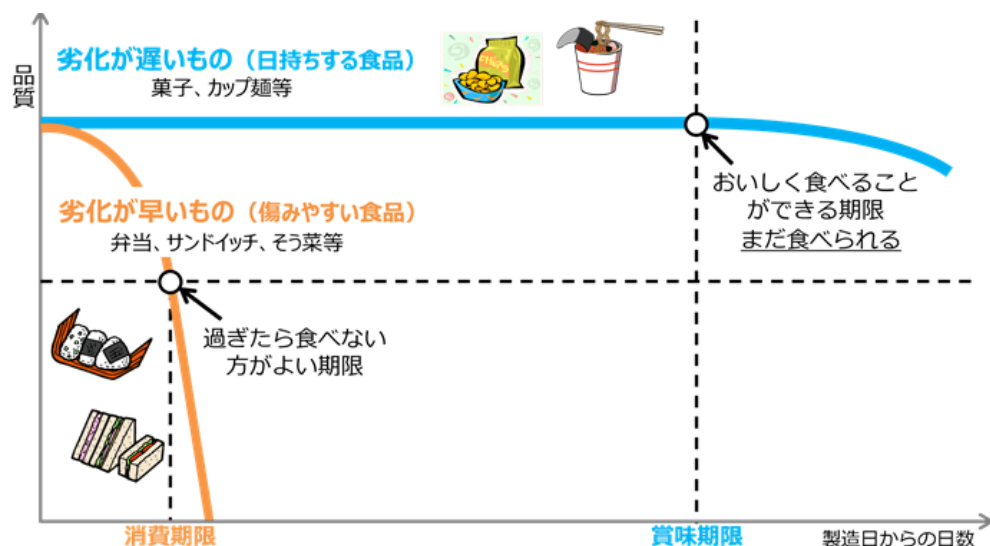 品質
劣化が遅いもの（日持ちする食品）
菓子、カップ麺等
おいしく食べること
ができる期限
まだ食べられる
劣化が早いもの（傷みやすい食品）
弁当、サンドイッチ、そう菜等
過ぎたら食べない
方がよい期限
消費期限
賞味期限
製造日からの日数